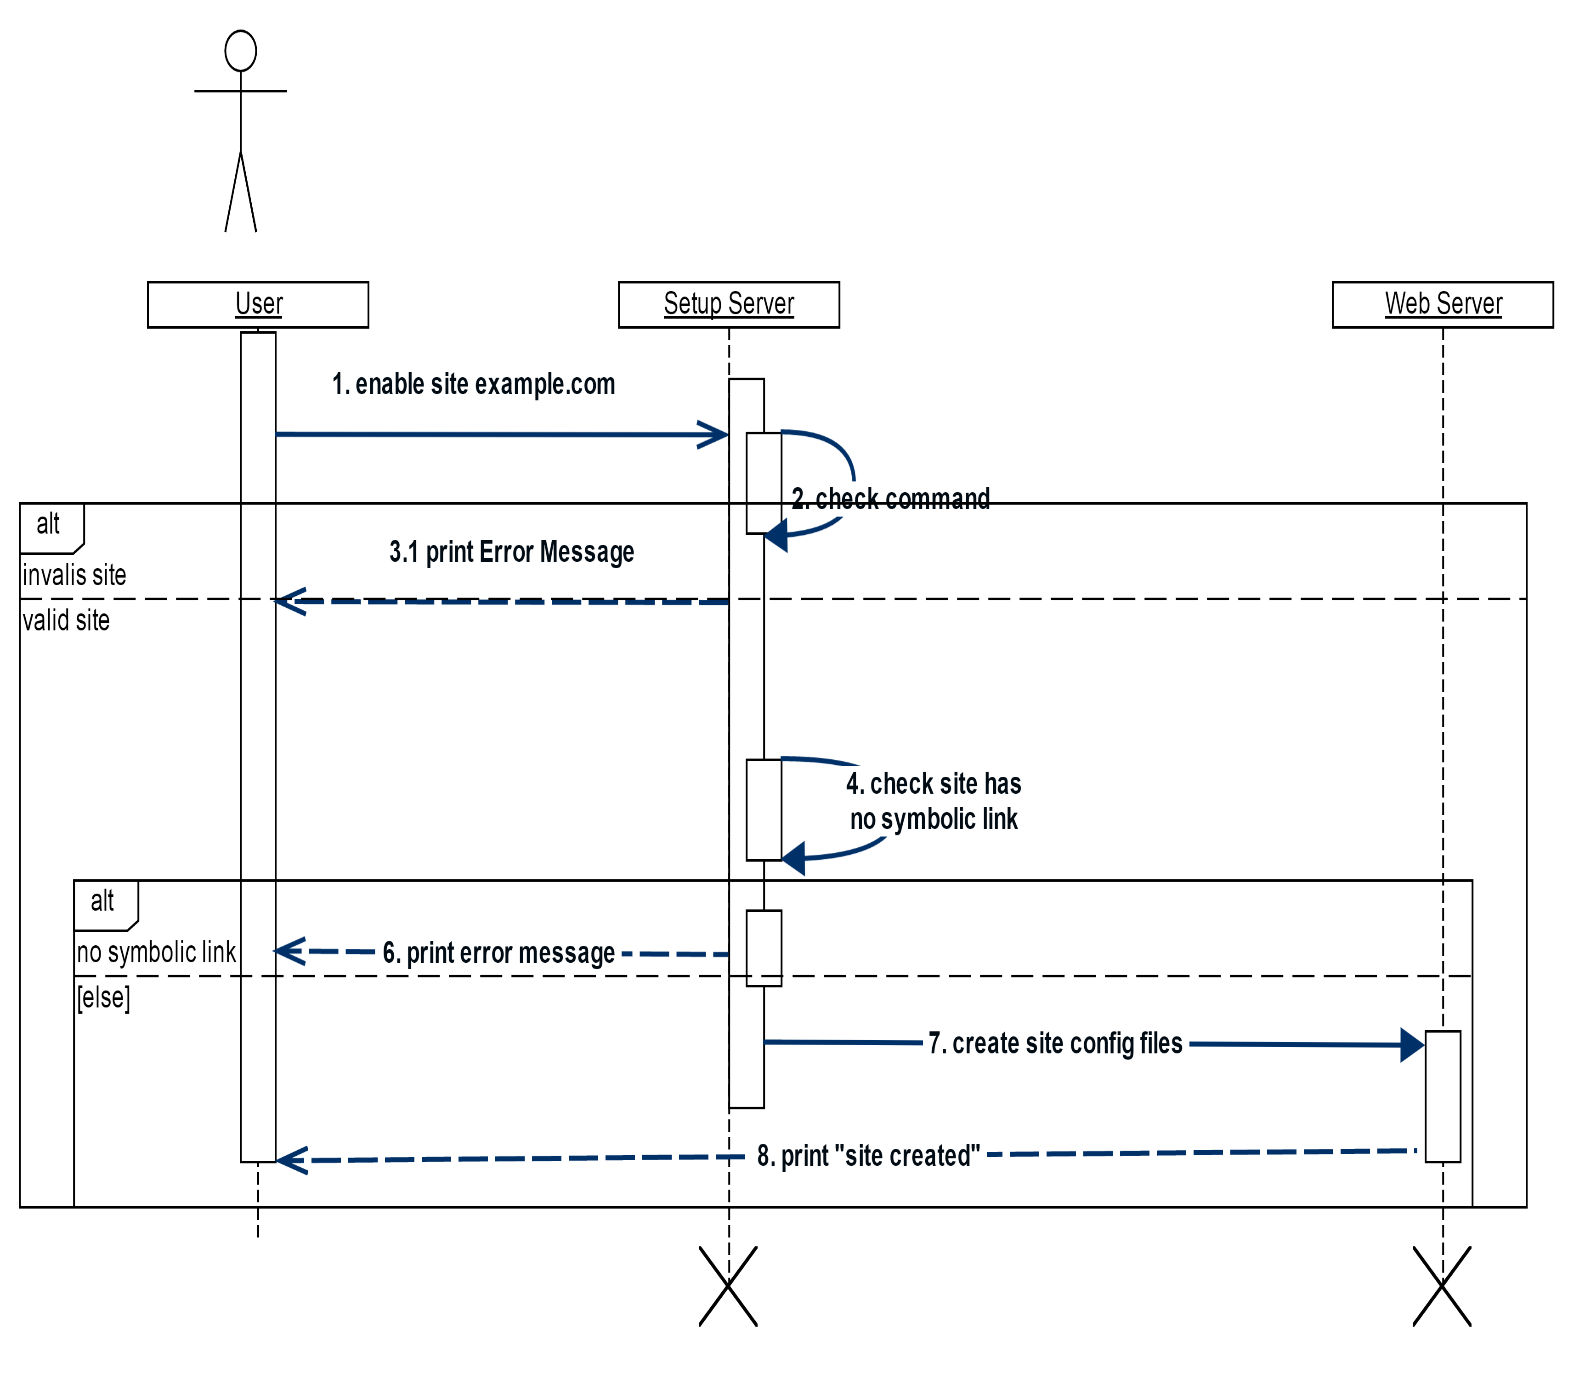 User
Setup Server
Web Server
1. enable site example.com
2. check command
alt
3.1 print Error Message
invalis site
valid site
4. check site has
no symbolic link
alt
no symbolic link
6. print error message
[else]
7. create site config files
8. print "site created"